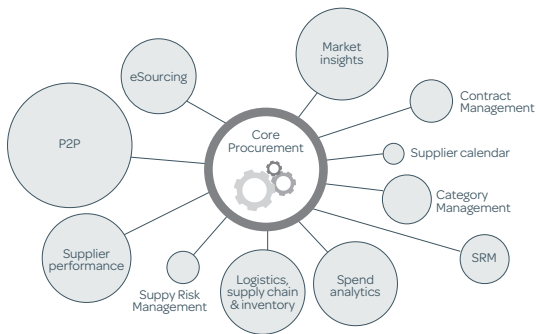 Market
insights
eSourcing
Contract
Management
Core
Procurement
P2P
Supplier calendar
Category
Management
Supplier
performance
SRM
Suppy Risk
Management
Logistics,
supply chain
& inventory
Spend
analytics